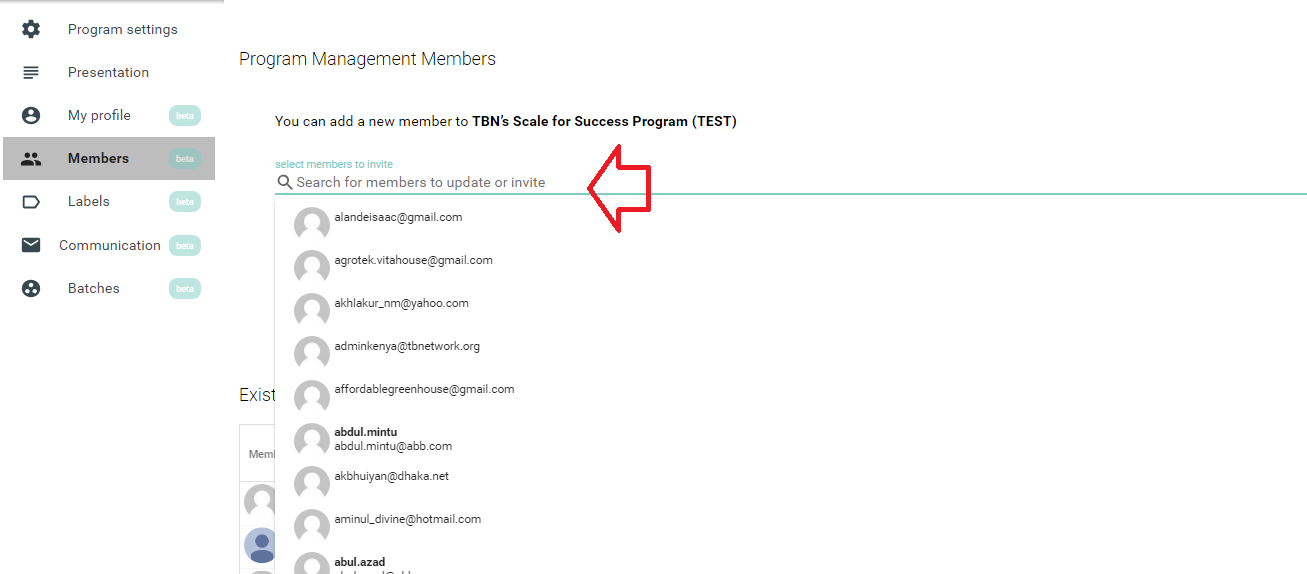 Program settings
Presentation
My profile beta
Members beta
Labels beta
Communication beta
Batches beta
Program Management Members
You can add a new member to TBN's Scale for Success Program (TEST)
select members to invite
Search for members to update or invite
alandeisaac@gmail.com
agrotek.vitahouse@gmail.com
akhlakur_nm@yahoo.com
adminkenya@tbnetwork.org
affordablegreenhouse@gmail.com
abdul.mintu
abdul.mintu@abb.com
akbhuiyan@dhaka.net
aminul_divine@hotmail.com
abul.azad
Exist
Memb